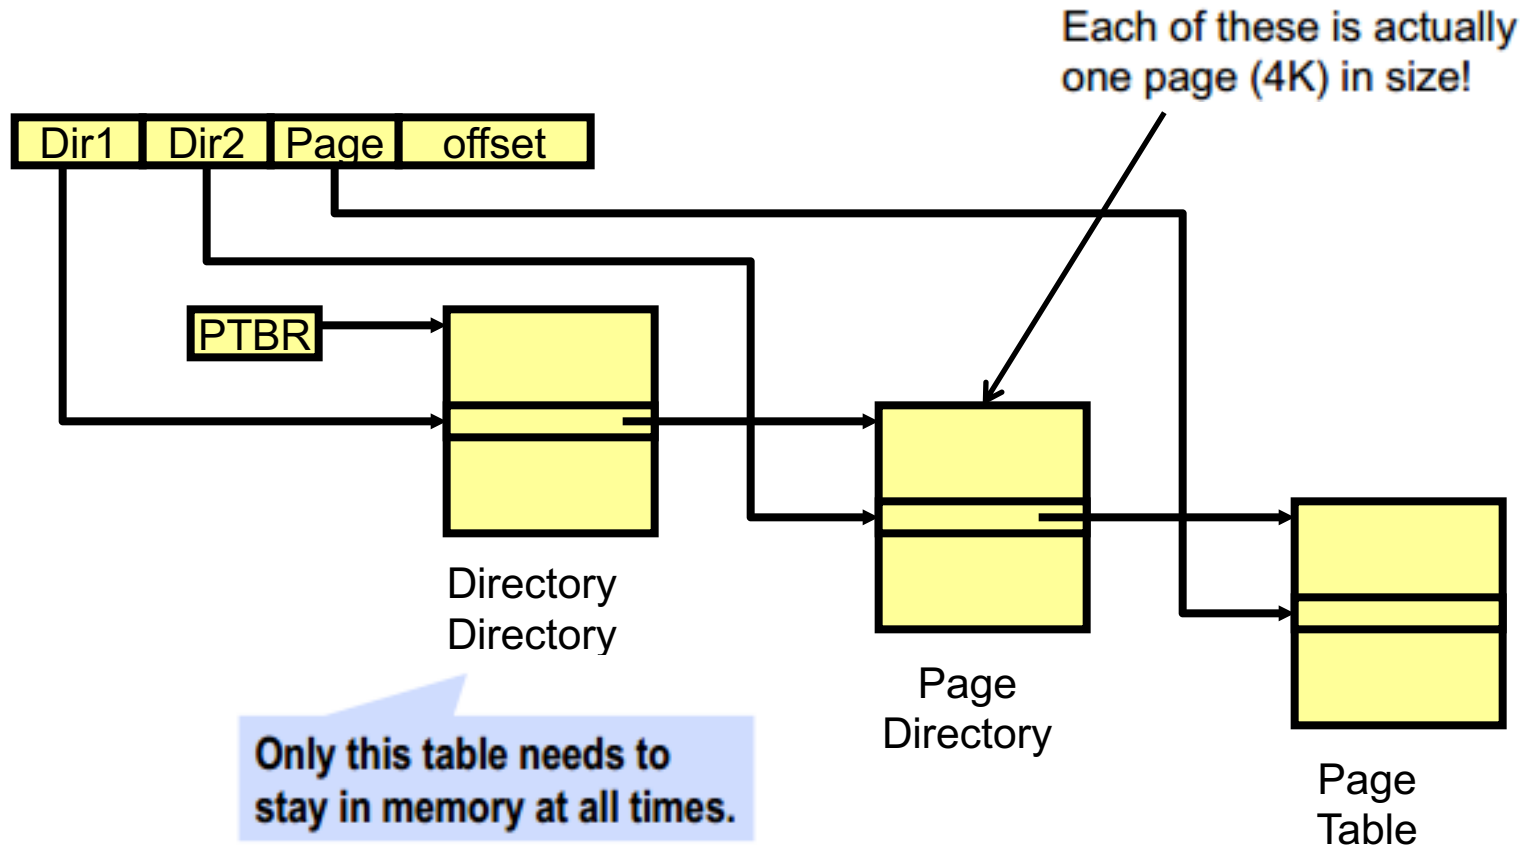 Each of these is actually
one page (4K) in size!
Dir1 Dir2 Page offset
PTBR
Directory
Directory
Page
Directory
Only this table needs to
stay in memory at all times.
Page
Table